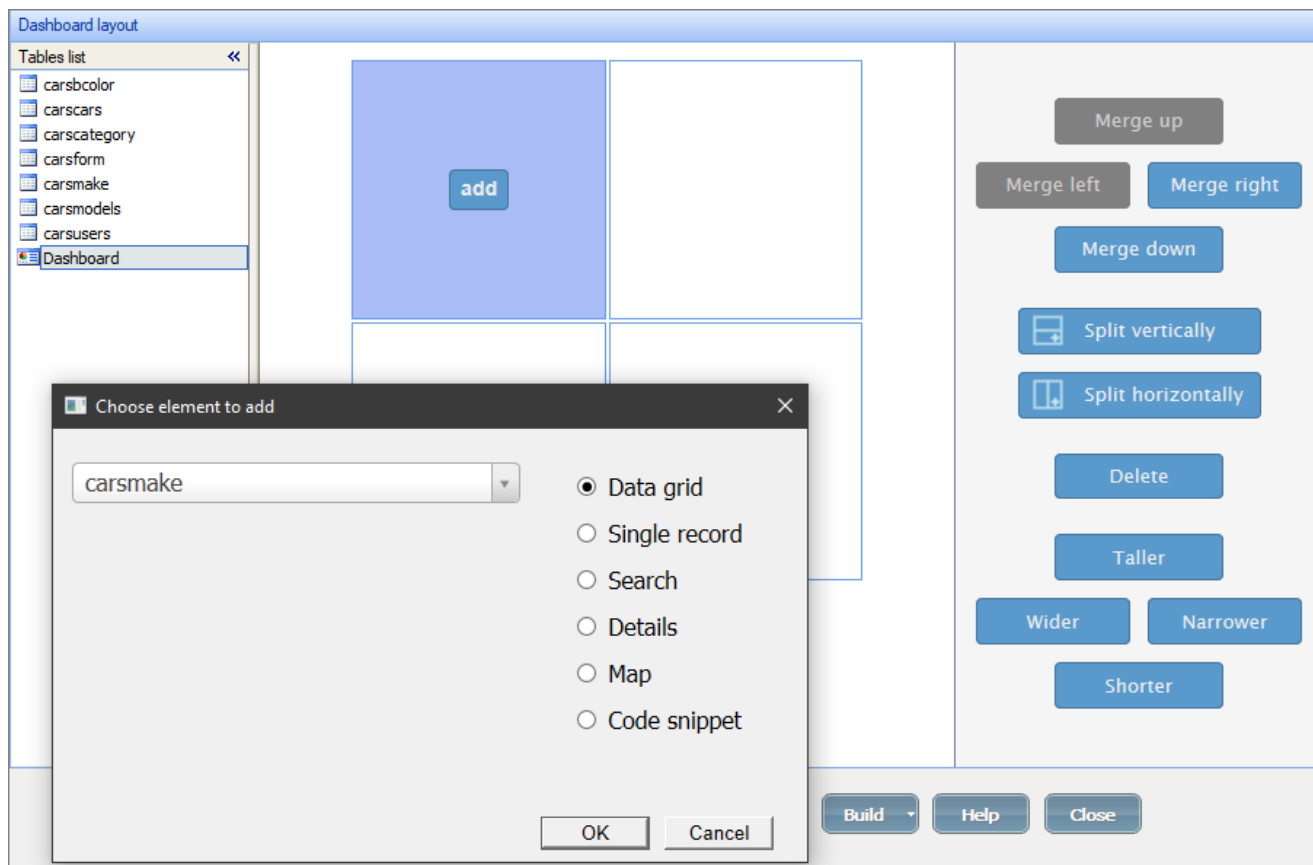 Dashboard layout
Tables list
carsbcolor
carscars
carscategory
carsform
carsmake
carsmodels
carsusers
Dashboard
add
Merge up
Merge left Merge right
Merge down
Split vertically
Split horizontally
Delete
Taller
Wider Narrower
Shorter
Choose element to add
carsmake
Data grid
Single record
Search
Details
Map
Code snippet
OK Cancel
Build Help Close